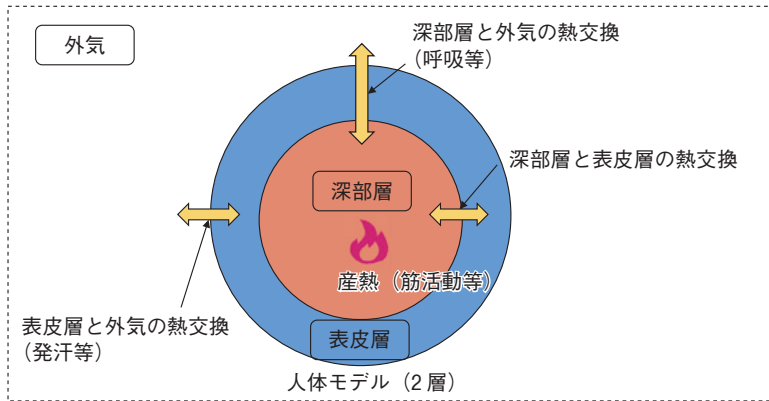 外気
深部層と外気の熱交換
（呼吸等）
深部層と表皮層の熱交換
深部層
産熱（筋活動等）
表皮層と外気の熱交換
（発汗等）
表皮層
人体モデル（2層）